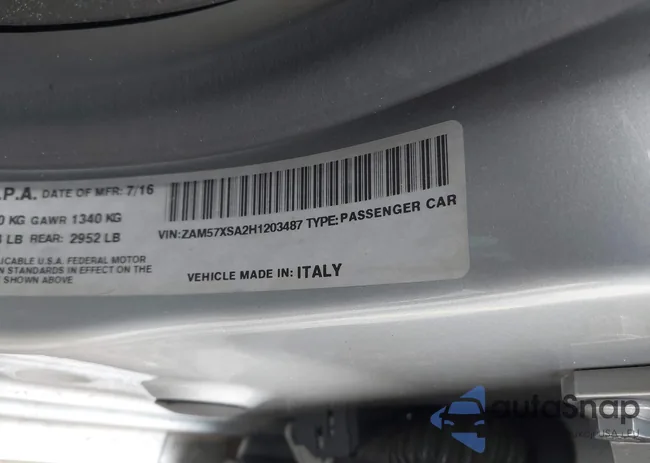 .P.A. DATE OF MFR: 7/16
0 KG GAWR 1340 KG
LB REAR: 2952 LB
VIN:ZAM57XSA2H1203487 TYPE:PASSENGER CAR
ICABLE U.S.A. FEDERAL MOTOR
N STANDARDS IN EFFECT ON THE
SHOWN ABOVE
VEHICLE MADE IN: ITALY
autoSnap